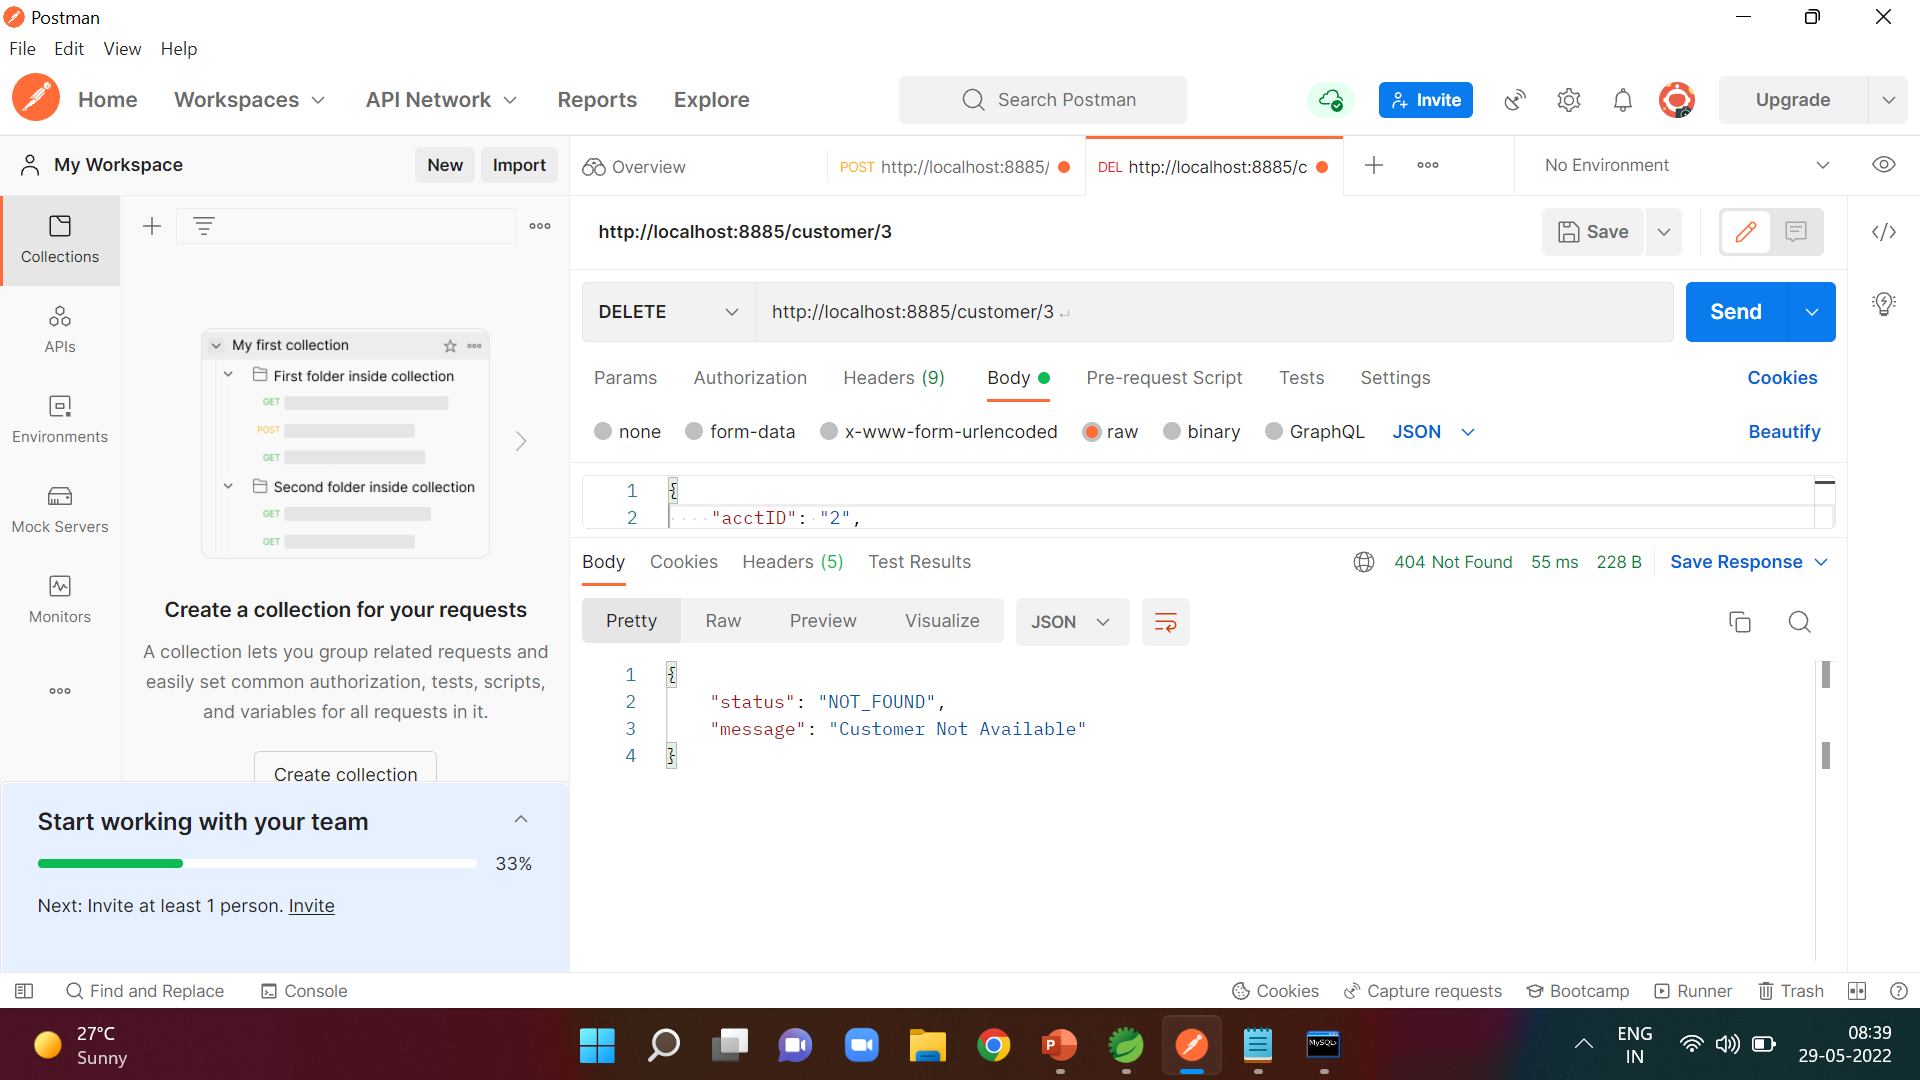 Postman
File Edit View Help
Home Workspaces API Network Reports Explore Search Postman Invite Upgrade
My Workspace New Import Overview POST http://localhost:8885/ DEL http://localhost:8885/c No Environment
Collections
APIs
Environments
Mock Servers
Monitors
My first collection
First folder inside collection
GET
POST
GET
Second folder inside collection
GET
GET
Create a collection for your requests
A collection lets you group related requests and
easily set common authorization, tests, scripts,
and variables for all requests in it.
Create collection
Start working with your team
33%
Next: Invite at least 1 person. Invite
http://localhost:8885/customer/3 Save
DELETE http://localhost:8885/customer/3 Send
Params Authorization Headers (9) Body Pre-request Script Tests Settings Cookies
none form-data x-www-form-urlencoded raw binary GraphQL JSON Beautify
1 {
2 "acctID": "2",
Body Cookies Headers (5) Test Results 404 Not Found 55 ms 228 B Save Response
Pretty Raw Preview Visualize JSON
1 {
2 "status": "NOT_FOUND",
3 "message": "Customer Not Available"
4 }
Find and Replace Console Cookies Capture requests Bootcamp Runner Trash
27°C
Sunny
P
MySQL>
ENG
IN
08:39
29-05-2022